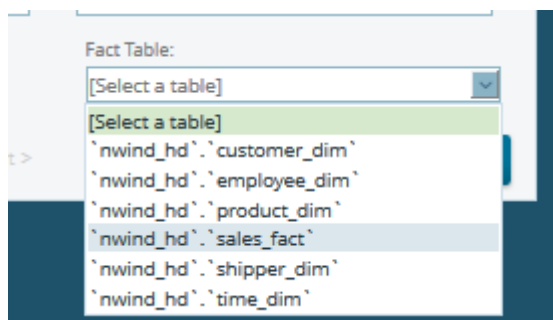 Fact Table:
[Select a table]
[Select a table]
`nwind_hd`.`customer_dim`
`nwind_hd`.`employee_dim`
`nwind_hd`.`product_dim`
`nwind_hd`.`sales_fact`
`nwind_hd`.`shipper_dim`
`nwind_hd`.`time_dim`
t >